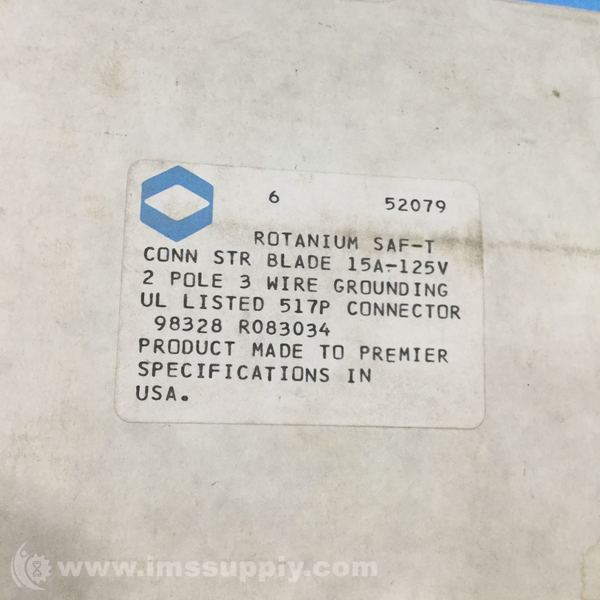 6 52079
ROTANIUM SAF-T
CONN STR BLADE 15A-125V
2 POLE 3 WIRE GROUNDING
UL LISTED 517P CONNECTOR
98328 R083034
PRODUCT MADE TO PREMIER
SPECIFICATIONS IN
USA.
www.imssupply.com